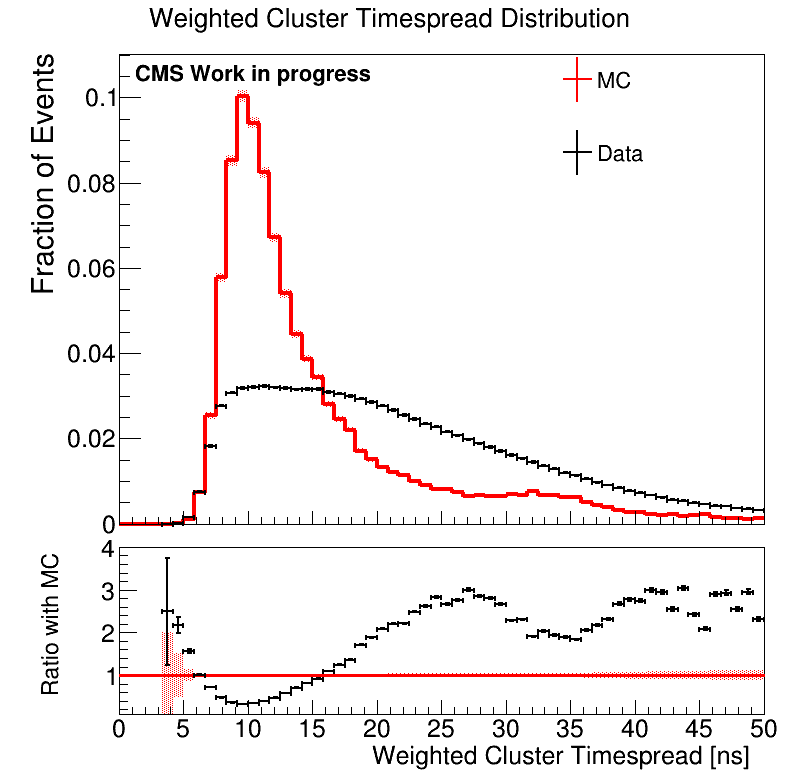 Weighted Cluster Timespread Distribution
CMS Work in progress
MC
Data
Fraction of Events
0.1
0.08
0.06
0.04
0.02
0
Ratio with MC
4
3
2
1
0 5 10 15 20 25 30 35 40 45 50
Weighted Cluster Timespread [ns]